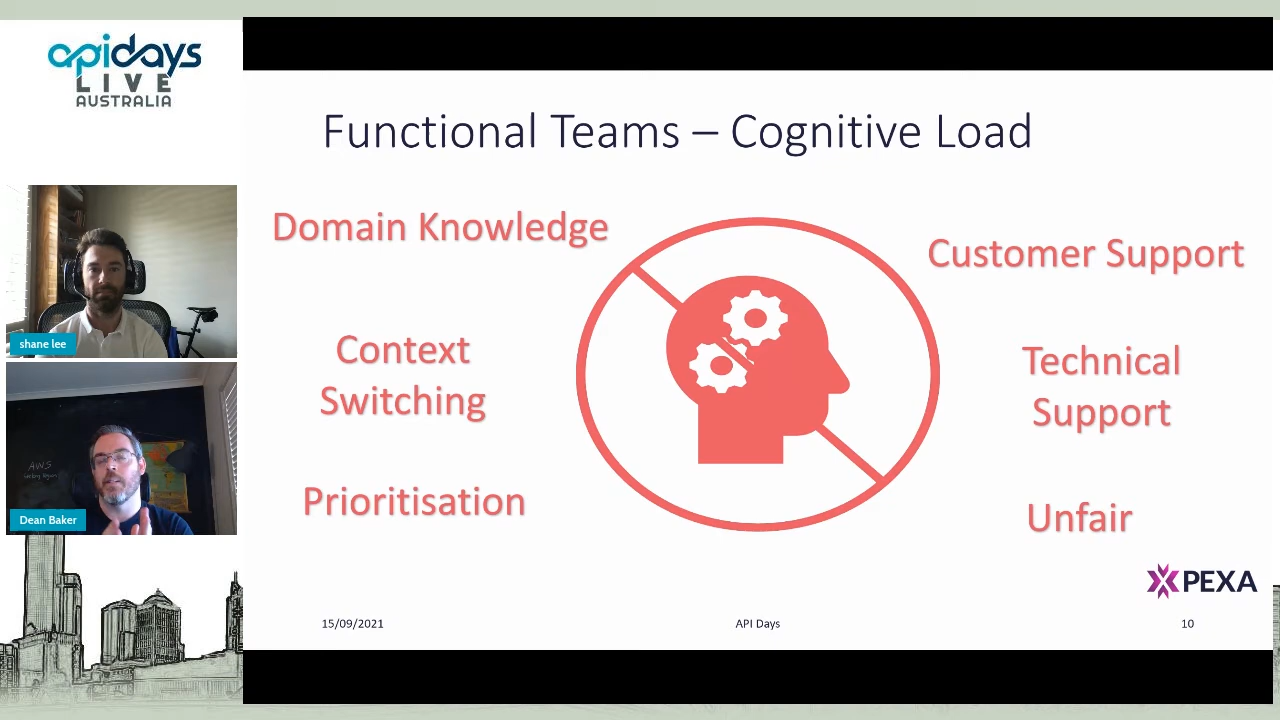 apidays
LIVE
AUSTRALIA
shane lee
AWS
Dean Baker
Functional Teams – Cognitive Load
Domain Knowledge
Customer Support
Context
Switching
Technical
Support
Prioritisation
Unfair
PEXA
15/09/2021
API Days
10